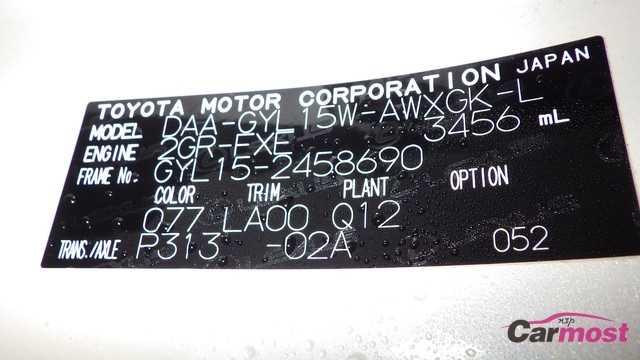 TOYOTA MOTOR CORPORATION JAPAN
MODEL DAA-GYL15W-AWXGK-L
ENGINE 2GR-FXE 3456 mL
FRAME No. GYL15-2458690
COLOR TRIM PLANT OPTION
077 LA00 Q12
TRANS./AXLE P313 -02A 052
Carmost